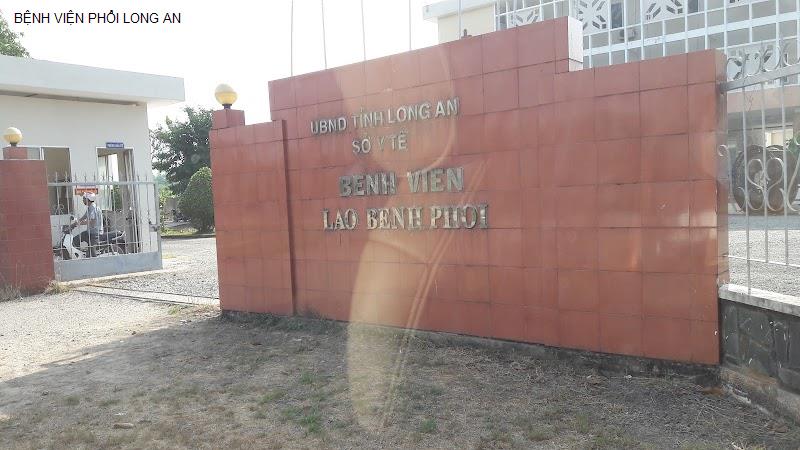 BỆNH VIỆN PHỔI LONG AN
UBND TỈNH LONG AN
SỞ Y TẾ
BENH VIEN
LAO BENH PHOI